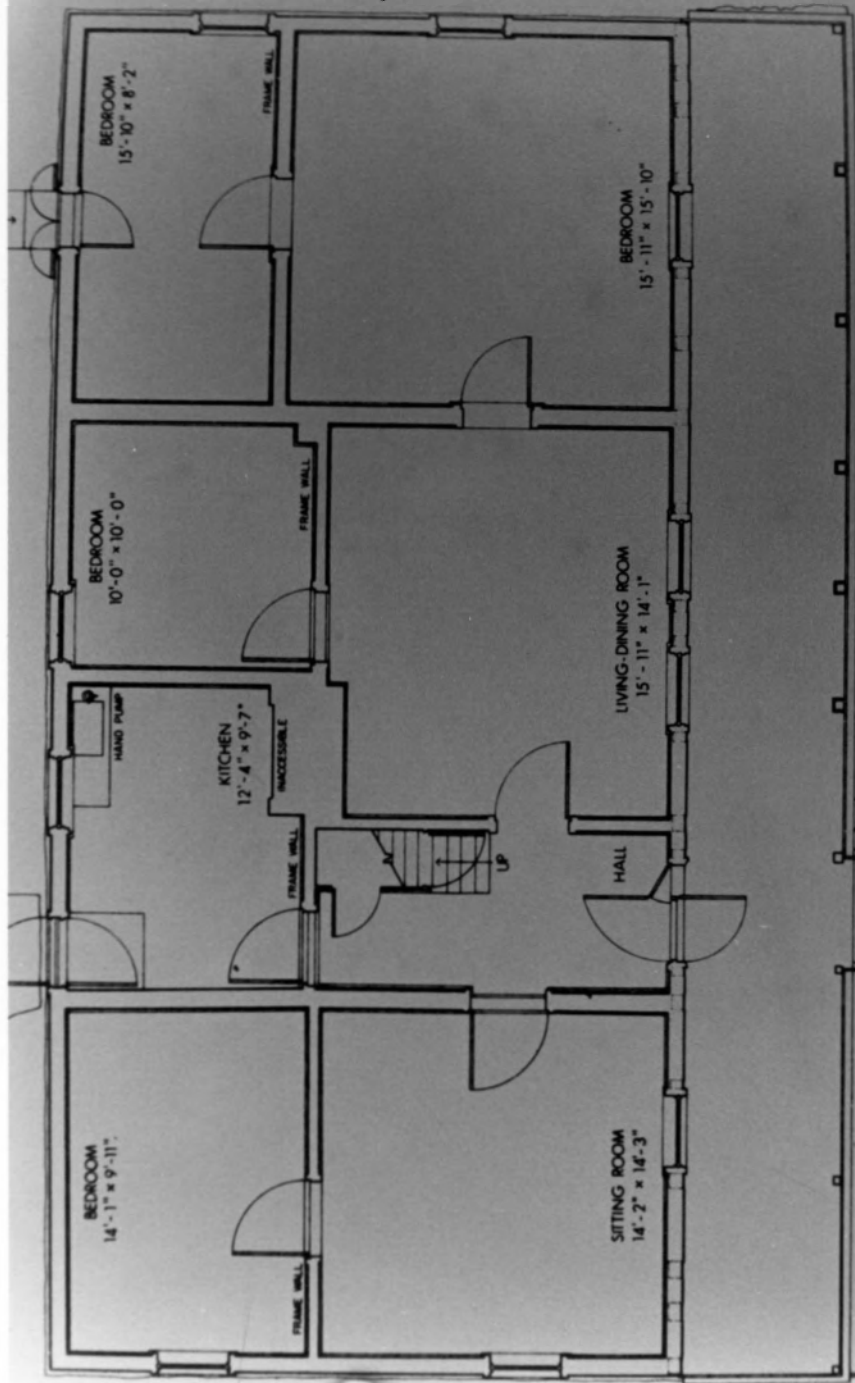 BEDROOM
14'-1" × 9'-11"
FRAME WALL
SITTING ROOM
14'-2" × 14'-3"
HAND PUMP
KITCHEN
12'-4" × 9'-7"
INACCESSIBLE
FRAME WALL
UP
HALL
BEDROOM
10'-0" × 10'-0"
FRAME WALL
LIVING-DINING ROOM
15'-11" × 14'-1"
BEDROOM
15'-10" × 8'-2"
FRAME WALL
BEDROOM
15'-11" × 15'-10"